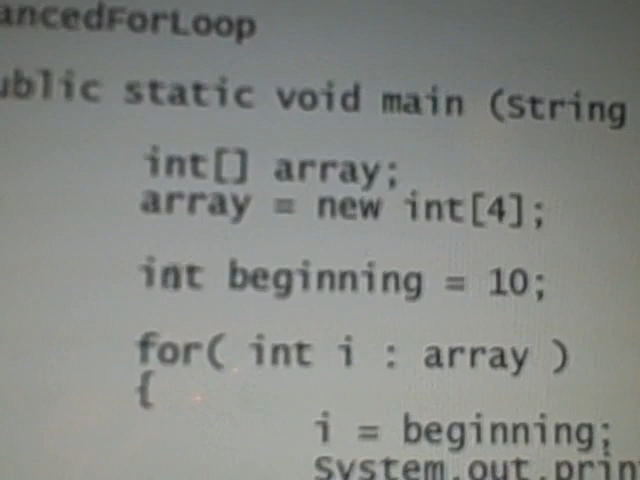 ancedForLoop
ublic static void main (String
int[] array;
array = new int[4];
int beginning = 10;
for( int i : array )
{
i = beginning;
System.out.prin